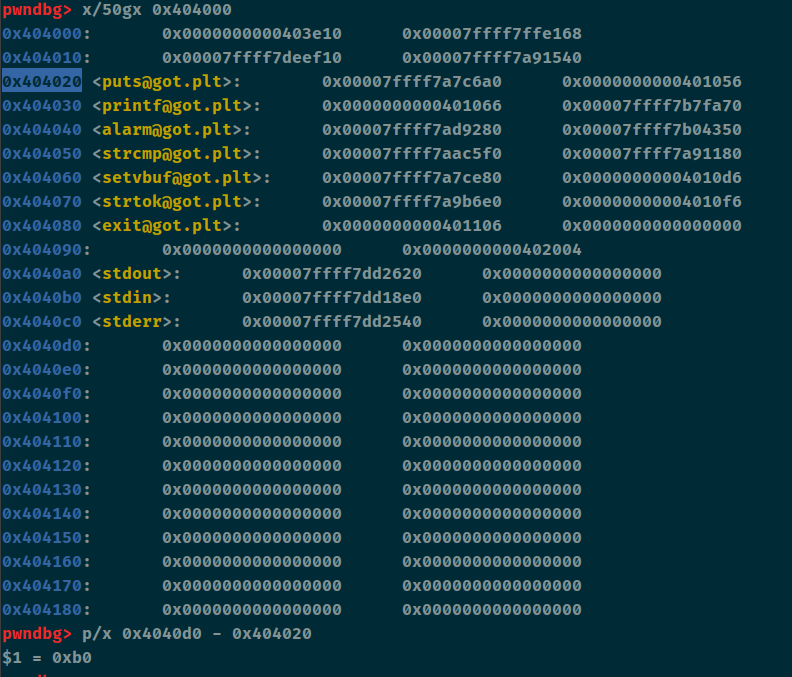 pwndbg> x/50gx 0x404000
0x404000: 0x0000000000403e10 0x00007ffff7ffe168
0x404010: 0x00007ffff7deef10 0x00007ffff7a91540
0x404020 <puts@got.plt>: 0x00007ffff7a7c6a0 0x0000000000401056
0x404030 <printf@got.plt>: 0x0000000000401066 0x00007ffff7b7fa70
0x404040 <alarm@got.plt>: 0x00007ffff7ad9280 0x00007ffff7b04350
0x404050 <strcmp@got.plt>: 0x00007ffff7aac5f0 0x00007ffff7a91180
0x404060 <setvbuf@got.plt>: 0x00007ffff7a7ce80 0x00000000004010d6
0x404070 <strtok@got.plt>: 0x00007ffff7a9b6e0 0x00000000004010f6
0x404080 <exit@got.plt>: 0x0000000000401106 0x0000000000000000
0x404090: 0x0000000000000000 0x0000000000402004
0x4040a0 <stdout>: 0x00007ffff7dd2620 0x0000000000000000
0x4040b0 <stdin>: 0x00007ffff7dd18e0 0x0000000000000000
0x4040c0 <stderr>: 0x00007ffff7dd2540 0x0000000000000000
0x4040d0: 0x0000000000000000 0x0000000000000000
0x4040e0: 0x0000000000000000 0x0000000000000000
0x4040f0: 0x0000000000000000 0x0000000000000000
0x404100: 0x0000000000000000 0x0000000000000000
0x404110: 0x0000000000000000 0x0000000000000000
0x404120: 0x0000000000000000 0x0000000000000000
0x404130: 0x0000000000000000 0x0000000000000000
0x404140: 0x0000000000000000 0x0000000000000000
0x404150: 0x0000000000000000 0x0000000000000000
0x404160: 0x0000000000000000 0x0000000000000000
0x404170: 0x0000000000000000 0x0000000000000000
0x404180: 0x0000000000000000 0x0000000000000000
pwndbg> p/x 0x4040d0 - 0x404020
$1 = 0xb0